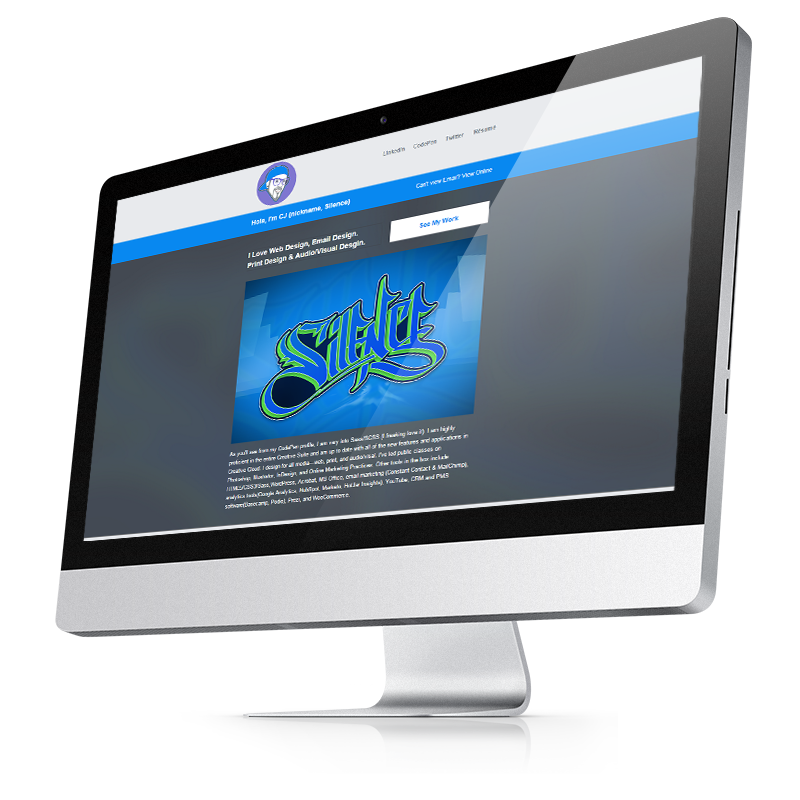 LinkedIn CodePen Twitter Résumé
Hola, I'm CJ (nickname, Silence)
Can't view Email? View Online
I Love Web Design, Email Design.
Print Design & Audio/Visual Desgin.
See My Work
SilENCE
As you'll see from my CodePen profile, I am very into Sass/SCSS (I freaking love it). I am highly
proficient in the entire Creative Suite and am up to date with all of the new features and applications in
Creative Cloud. I design for all media—web, print, and audio/visual. I've led public classes on
Photoshop, Illustrator, InDesign, and Online Marketing Practices. Other tools in the box include
HTML5/CSS3/Sass, WordPress, Acrobat, MS Office, email marketing (Constant Contact & MailChimp),
analytics tools(Google Analytics, HubSpot, Marketo, HotJar Insights), YouTube, CRM and PMS
software(Basecamp, Podio), Prezi, and WooCommerce.